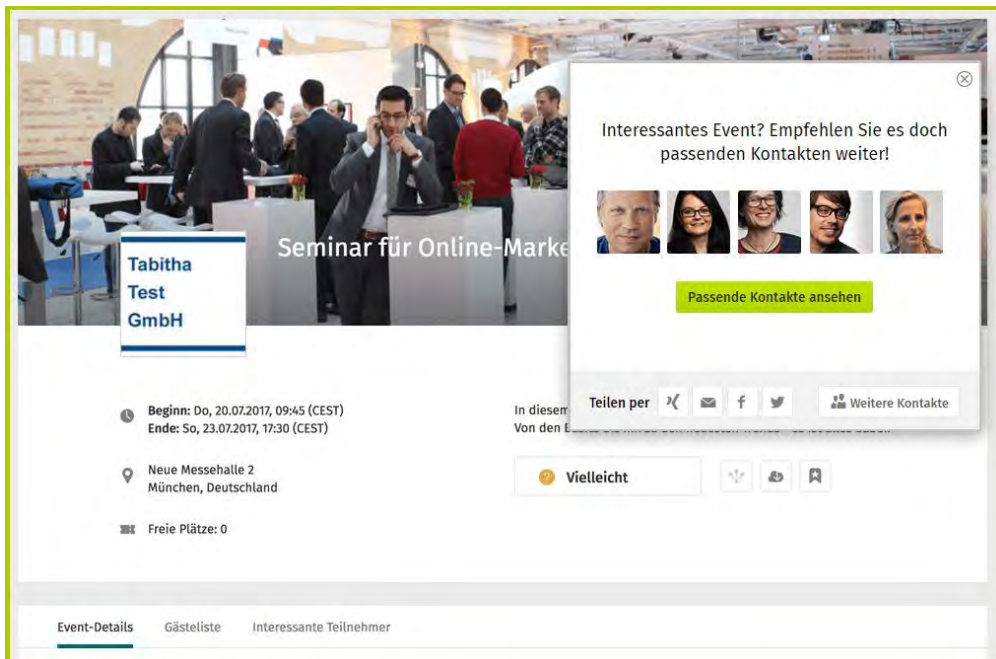 Interessantes Event? Empfehlen Sie es doch
passenden Kontakten weiter!
Passende Kontakte ansehen
Teilen per
Weitere Kontakte
Seminar für Online-Marke
Tabitha
Test
GmbH
Beginn: Do, 20.07.2017, 09:45 (CEST)
Ende: So, 23.07.2017, 17:30 (CEST)
Neue Messehalle 2
München, Deutschland
Freie Plätze: 0
In diesem
Von den
Vielleicht
Event-Details
Gästeliste
Interessante Teilnehmer